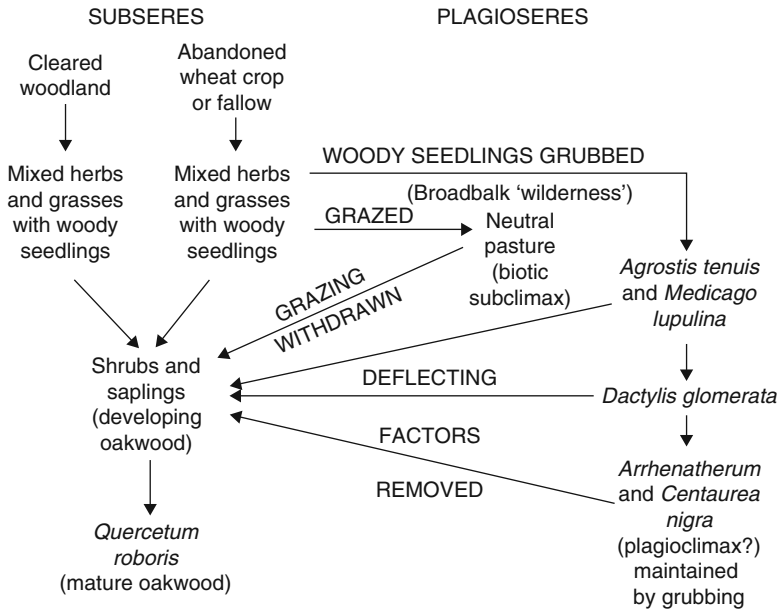 SUBSERES
PLAGIOSERES
Cleared
woodland
Abandoned
wheat crop
or fallow
Mixed herbs
and grasses
with woody
seedlings
Mixed herbs
and grasses
with woody
seedlings
WOODY SEEDLINGS GRUBBED
(Broadbalk ‘wilderness’)
GRAZED
Neutral
pasture
(biotic
subclimax)
Agrostis tenuis
and Medicago
lupulina
GRAZING
WITHDRAWN
Shrubs and
saplings
(developing
oakwood)
DEFLECTING
Dactylis glomerata
FACTORS
REMOVED
Arrhenatherum
and Centaurea
nigra
(plagioclimax?)
maintained
by grubbing
Quercetum
roboris
(mature oakwood)